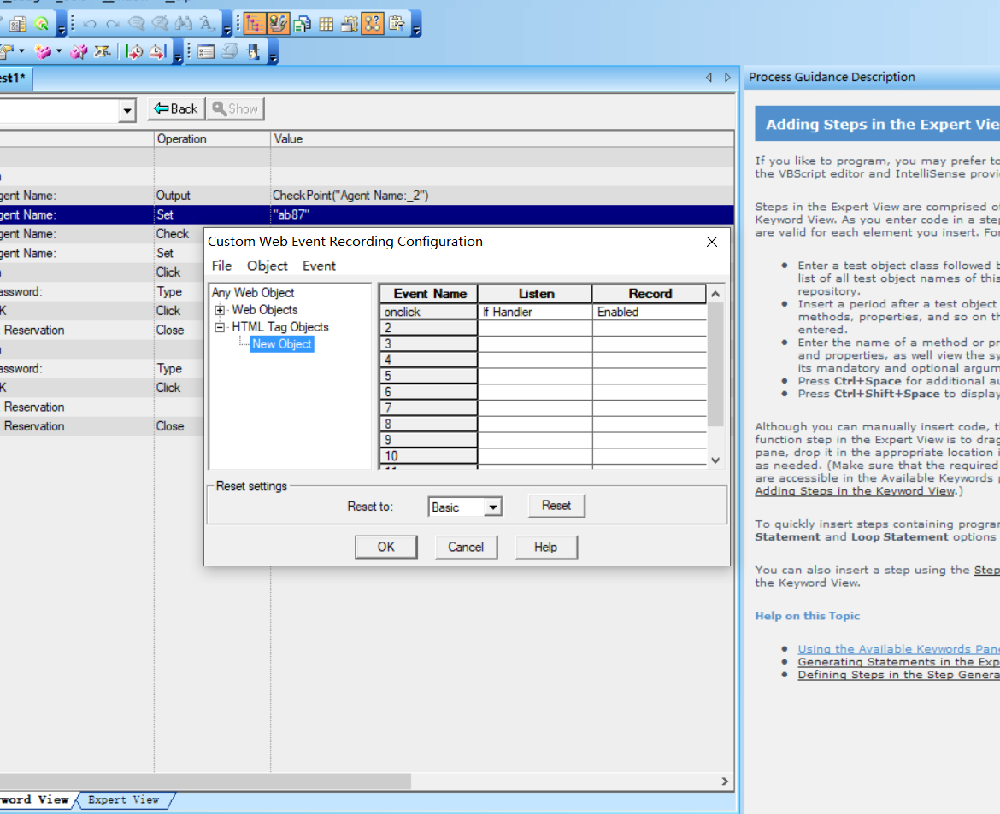 est1*
Process Guidance Description
Back
Show
Operation
Value
gent Name:
Output
CheckPoint("Agent Name:_2")
gent Name:
Set
"ab87"
gent Name:
Check
gent Name:
Set
Click
assword:
Type
K
Click
Reservation
Close
assword:
Type
K
Click
Reservation
Reservation
Close
Custom Web Event Recording Configuration
File
Object
Event
Any Web Object
Web Objects
HTML Tag Objects
New Object
Event Name
Listen
Record
onclick
If Handler
Enabled
2
3
4
5
6
7
8
9
10
Reset settings
Reset to:
Basic
Reset
OK
Cancel
Help
word View
Expert View
Adding Steps in the Expert Vie
If you like to program, you may prefer to
the VBScript editor and IntelliSense provi
Steps in the Expert View are comprised of
Keyword View. As you enter code in a step
are valid for each element you insert. For
Enter a test object class followed b
list of all test object names of this
repository.
Insert a period after a test object
methods, properties, and so on th
entered.
Enter the name of a method or pr
and properties, as well view the sy
its mandatory and optional argum
Press Ctrl+Space for additional au
Press Ctrl+Shift+Space to display
Although you can manually insert code, t
function step in the Expert View is to drag
pane, drop it in the appropriate location i
as needed. (Make sure that the required
are accessible in the Available Keywords p
Adding Steps in the Keyword View.)
To quickly insert steps containing program
Statement and Loop Statement options
You can also insert a step using the Step
the Keyword View.
Help on this Topic
Using the Available Keywords Pane
Generating Statements in the Exp
Defining Steps in the Step Genera